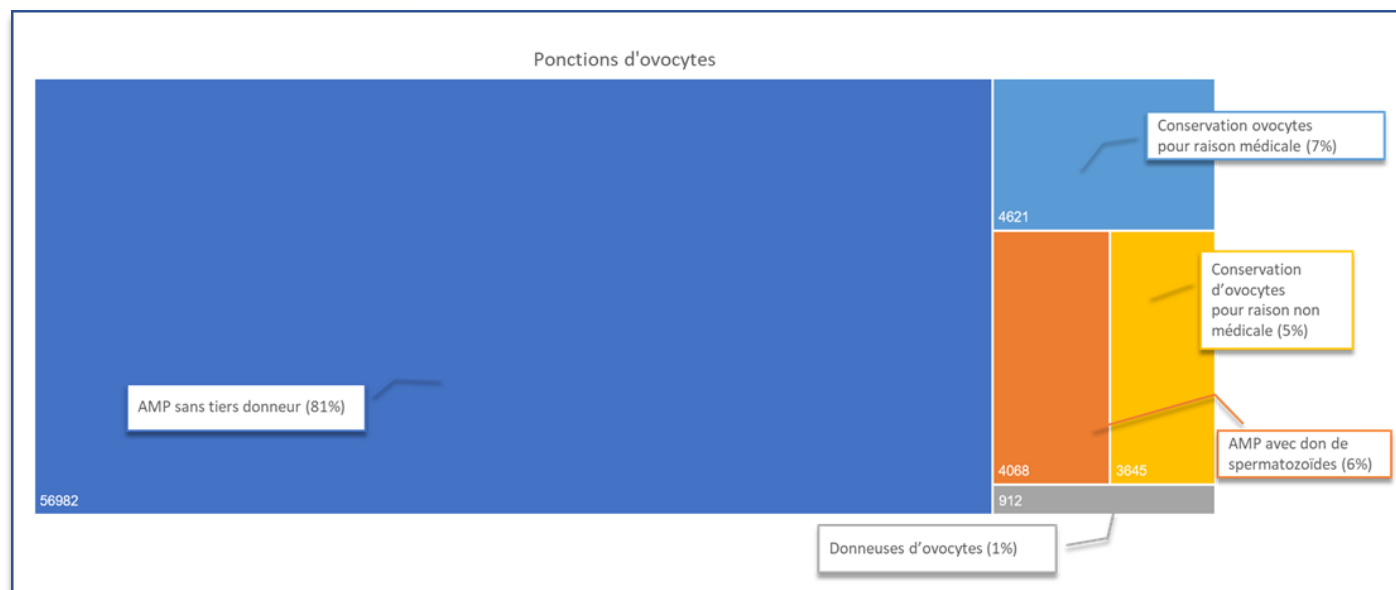 Ponctions d'ovocytes
Conservation ovocytes
pour raison médicale (7%)
4621
Conservation
d’ovocytes
pour raison non
médicale (5%)
AMP sans tiers donneur (81%)
AMP avec don de
spermatozoïdes (6%)
4068
3645
56982
912
Donneuses d’ovocytes (1%)